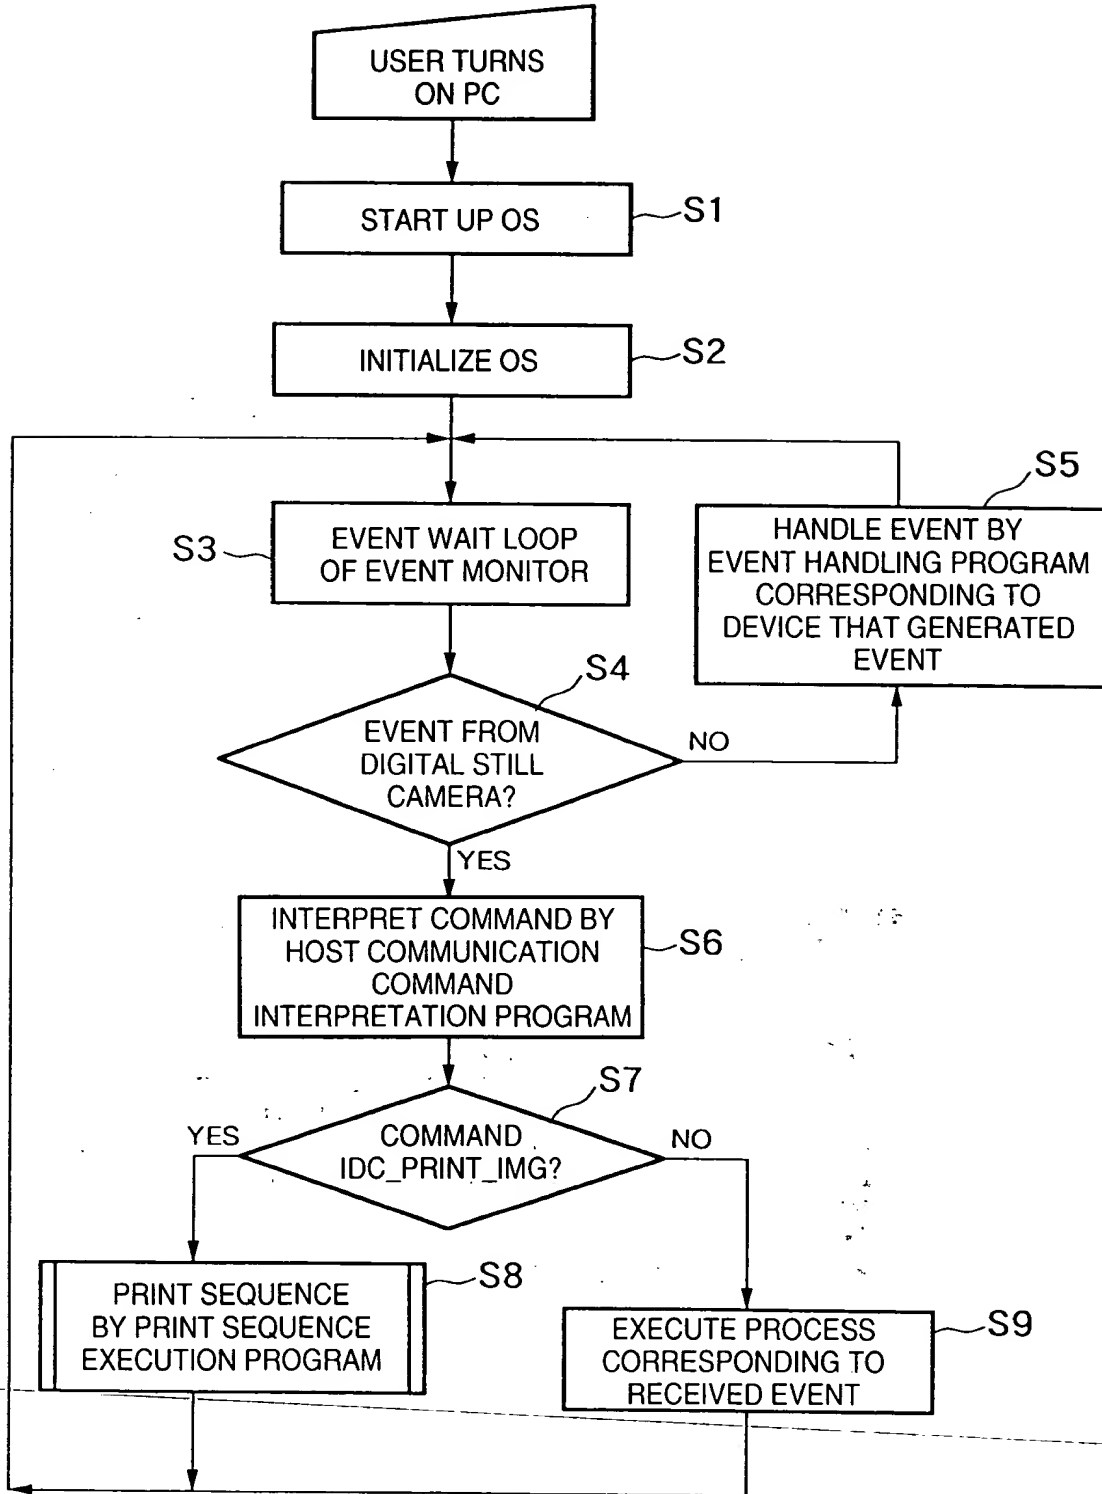 USER TURNS
ON PC
START UP OS
S1
INITIALIZE OS
S2
S5
HANDLE EVENT BY
EVENT HANDLING PROGRAM
CORRESPONDING TO
DEVICE THAT GENERATED
EVENT
S3
EVENT WAIT LOOP
OF EVENT MONITOR
S4
EVENT FROM
DIGITAL STILL
CAMERA?
NO
YES
INTERPRET COMMAND BY
HOST COMMUNICATION
COMMAND
INTERPRETATION PROGRAM
S6
S7
YES
COMMAND
IDC_PRINT_IMG?
NO
PRINT SEQUENCE
BY PRINT SEQUENCE
EXECUTION PROGRAM
S8
EXECUTE PROCESS
CORRESPONDING TO
RECEIVED EVENT
S9